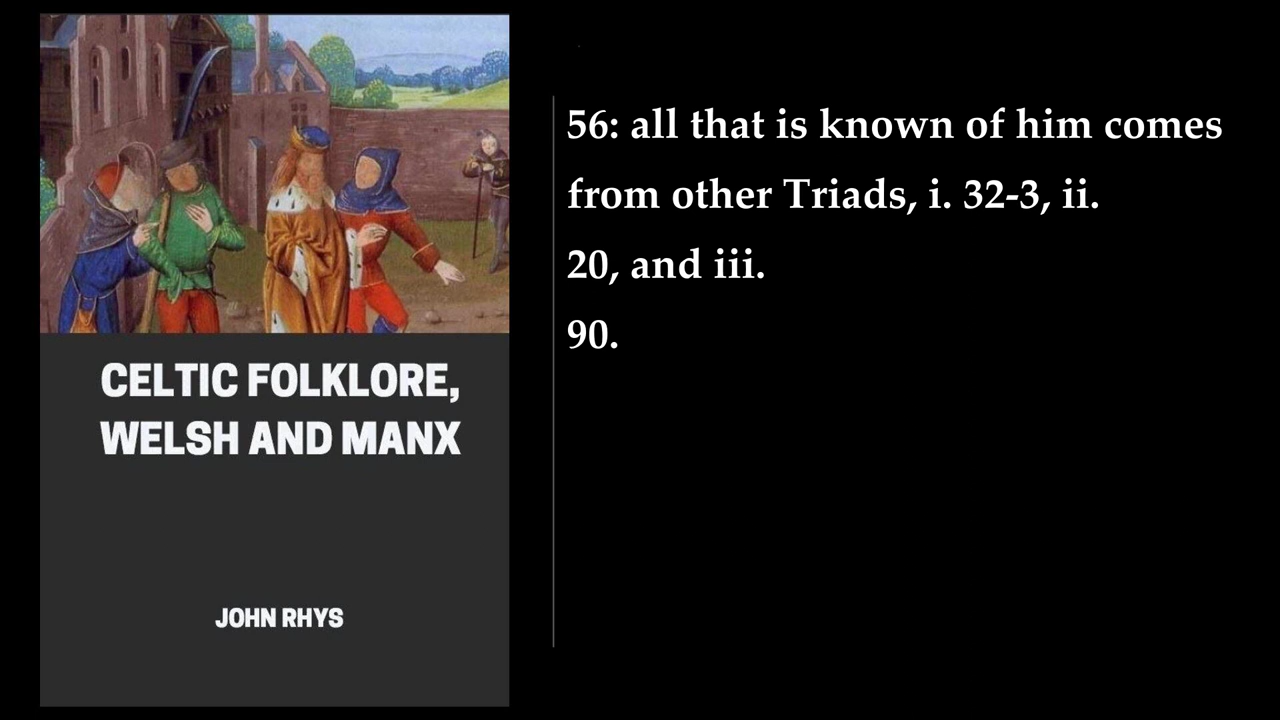 CELTIC FOLKLORE,
WELSH AND MANX
JOHN RHYS
56: all that is known of him comes
from other Triads, i. 32-3, ii.
20, and iii.
90.